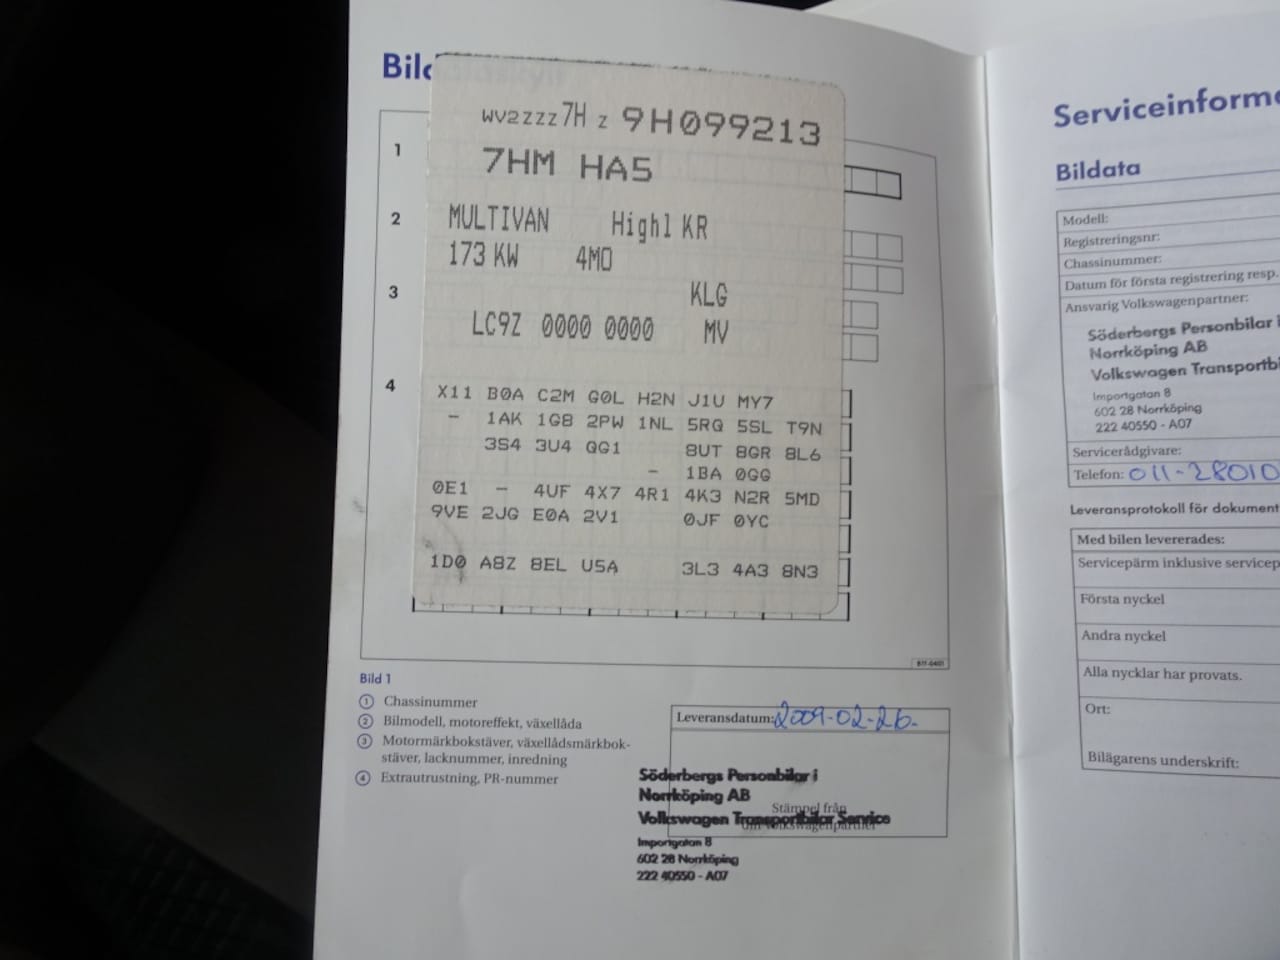 WV2ZZZ7H Z 9H099213
1
7HM HA5
2
MULTIVAN Highl KR
173 KW 4MO
3
KLG
LC9Z 0000 0000 MV
4
X11 B0A C2M G0L H2N J1U MY7
- 1AK 1G8 2PW 1NL 5RQ 5SL T9N
3S4 3U4 QG1 8UT 8GR 8L6
- 1BA 0GG
0E1 - 4UF 4X7 4R1 4K3 N2R 5MD
9VE 2JG E0A 2V1 0JF 0YC
1D0 A8Z 8EL U5A 3L3 4A3 8N3
B1Y-0401
Bild 1
1 Chassinummer
2 Bilmodell, motoreffekt, växellåda
3 Motormärkbokstäver, växellådsmärkbok-
stäver, lacknummer, inredning
4 Extrautrustning, PR-nummer
Leveransdatum: 2009-02-26.
Söderbergs Personbilar i
Norrköping AB
Stämpel från
Volkswagen Transportbilar Service
Importgatan 8
602 28 Norrköping
222 40550 - A07
Bildata
Modell:
Registreringsnr:
Chassinummer:
Datum för första registrering resp.
Ansvarig Volkswagenpartner:
Söderbergs Personbilar i
Norrköping AB
Volkswagen
Importgatan 8
602 28 Norrköping
222 40550 - A07
Servicerådgivare:
Telefon: 011-28010
Leveransprotokoll för
Med bilen levererades:
Servicepärm inklusive
Första nyckel
Andra nyckel
Alla nycklar har provats.
Ort:
Bilägarens underskrift: